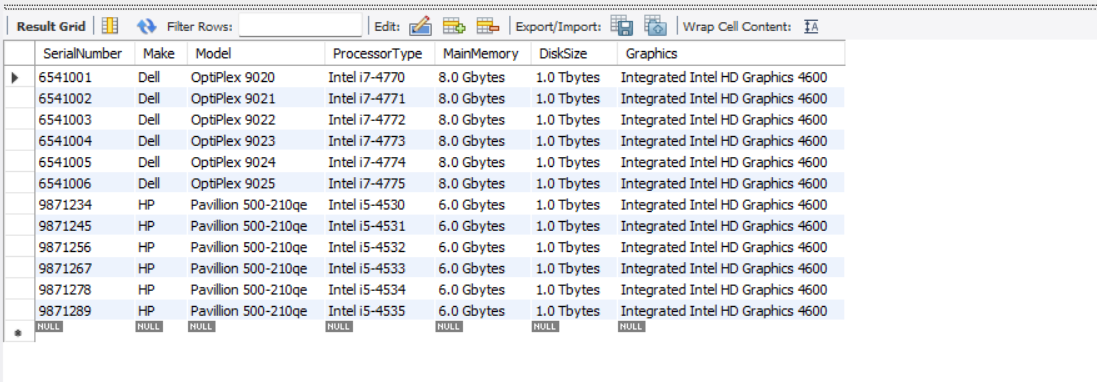 Result Grid Filter Rows: Edit: Export/Import: Wrap Cell Content:
SerialNumber Make Model ProcessorType MainMemory DiskSize Graphics
6541001 Dell OptiPlex 9020 Intel i7-4770 8.0 Gbytes 1.0 Tbytes Integrated Intel HD Graphics 4600
6541002 Dell OptiPlex 9021 Intel i7-4771 8.0 Gbytes 1.0 Tbytes Integrated Intel HD Graphics 4600
6541003 Dell OptiPlex 9022 Intel i7-4772 8.0 Gbytes 1.0 Tbytes Integrated Intel HD Graphics 4600
6541004 Dell OptiPlex 9023 Intel i7-4773 8.0 Gbytes 1.0 Tbytes Integrated Intel HD Graphics 4600
6541005 Dell OptiPlex 9024 Intel i7-4774 8.0 Gbytes 1.0 Tbytes Integrated Intel HD Graphics 4600
6541006 Dell OptiPlex 9025 Intel i7-4775 8.0 Gbytes 1.0 Tbytes Integrated Intel HD Graphics 4600
9871234 HP Pavillion 500-210qe Intel i5-4530 6.0 Gbytes 1.0 Tbytes Integrated Intel HD Graphics 4600
9871245 HP Pavillion 500-210qe Intel i5-4531 6.0 Gbytes 1.0 Tbytes Integrated Intel HD Graphics 4600
9871256 HP Pavillion 500-210qe Intel i5-4532 6.0 Gbytes 1.0 Tbytes Integrated Intel HD Graphics 4600
9871267 HP Pavillion 500-210qe Intel i5-4533 6.0 Gbytes 1.0 Tbytes Integrated Intel HD Graphics 4600
9871278 HP Pavillion 500-210qe Intel i5-4534 6.0 Gbytes 1.0 Tbytes Integrated Intel HD Graphics 4600
9871289 HP Pavillion 500-210qe Intel i5-4535 6.0 Gbytes 1.0 Tbytes Integrated Intel HD Graphics 4600
NULL NULL NULL NULL NULL NULL NULL